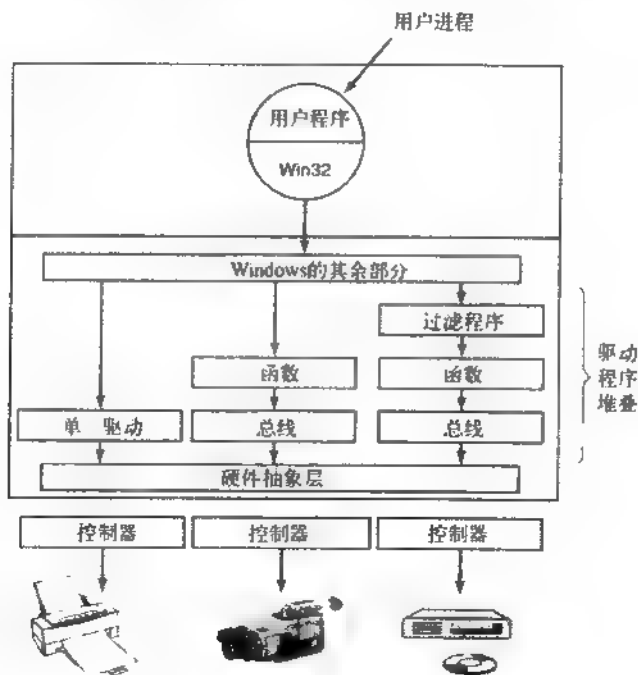 用户进程
用户程序
Win32
Windows的其余部分
过滤程序
函数
函数
驱动
程序
堆叠
单 驱动
总线
总线
硬件抽象层
控制器
控制器
控制器